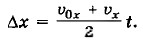 Δx = (v₀ₓ + vₓ)/2 t.